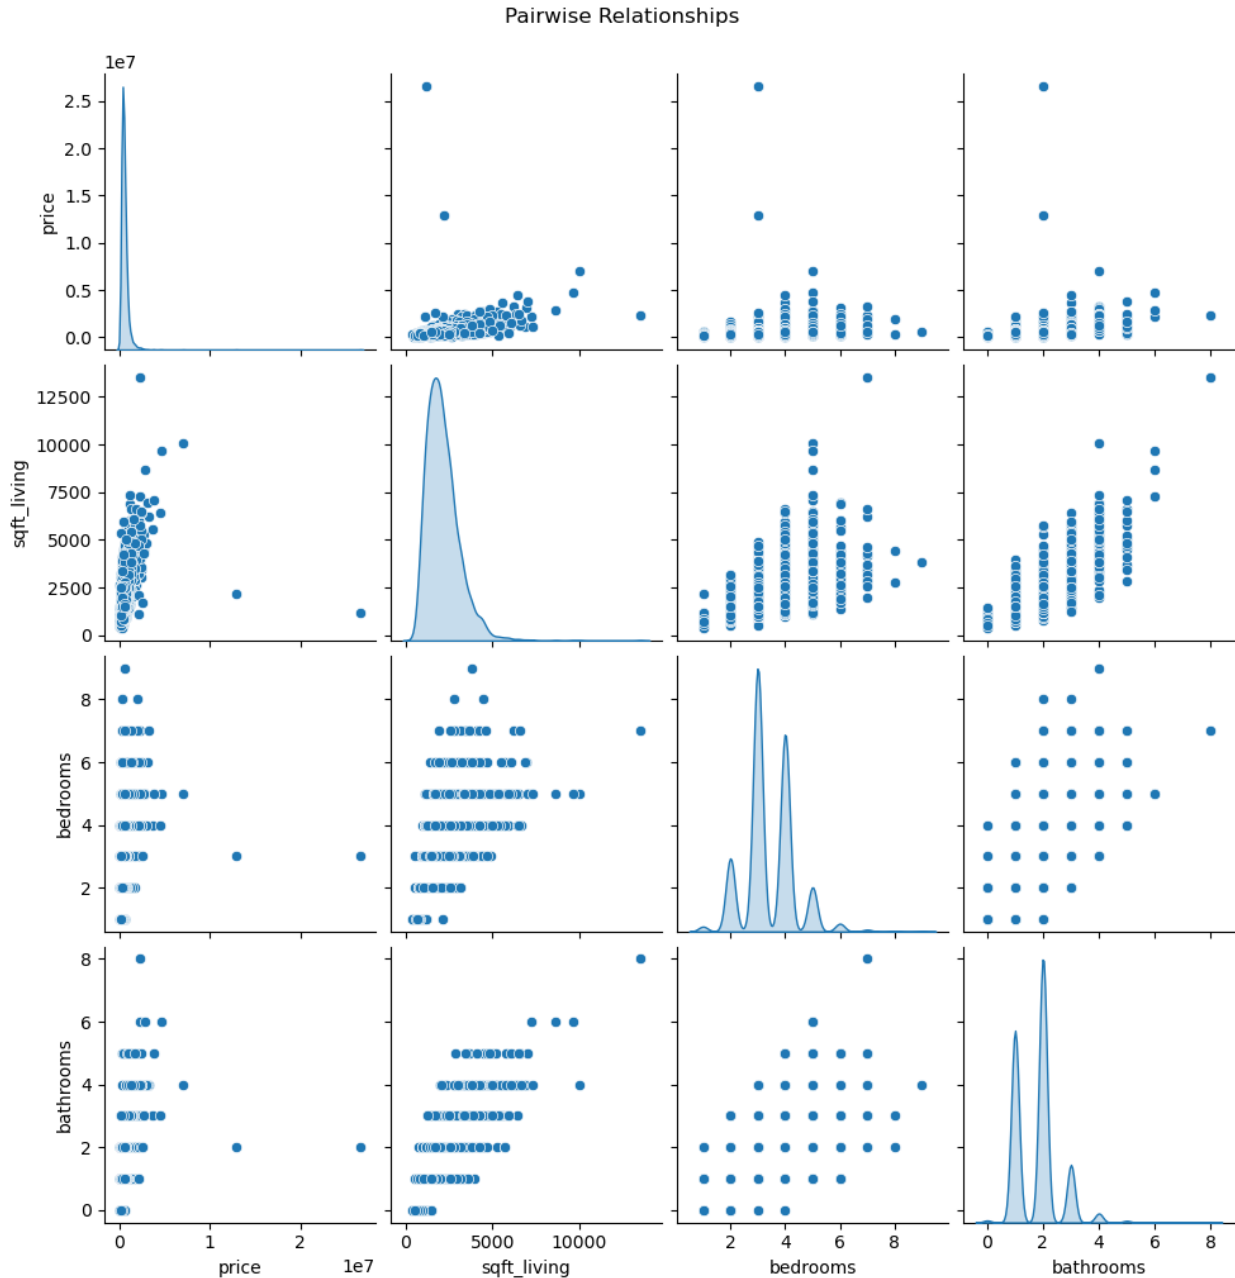 Pairwise Relationships
1e7
2.5
2.0
1.5
1.0
0.5
0.0
price
12500
10000
7500
5000
2500
0
sqft_living
8
6
4
2
bedrooms
8
6
4
2
0
bathrooms
0 1 2 0 5000 10000 2 4 6 8 0 2 4 6 8
price 1e7 sqft_living bedrooms bathrooms